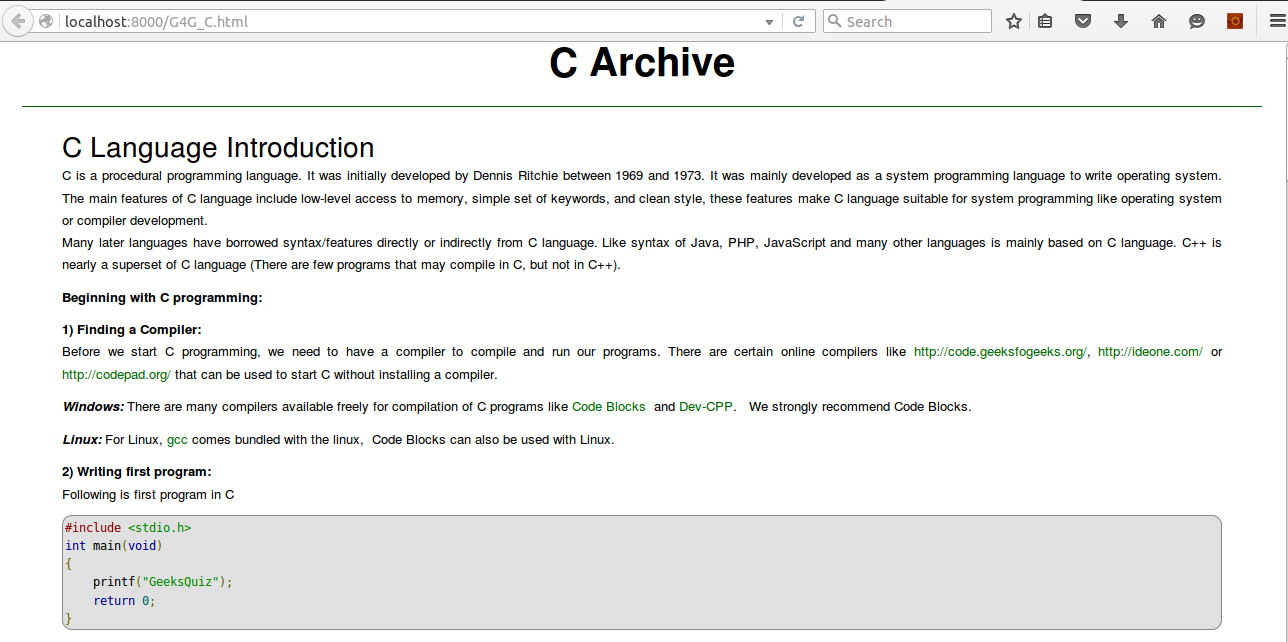 localhost:8000/G4G_C.html
Search
C Archive
C Language Introduction
C is a procedural programming language. It was initially developed by Dennis Ritchie between 1969 and 1973. It was mainly developed as a system programming language to write operating system.
The main features of C language include low-level access to memory, simple set of keywords, and clean style, these features make C language suitable for system programming like operating system
or compiler development.
Many later languages have borrowed syntax/features directly or indirectly from C language. Like syntax of Java, PHP, JavaScript and many other languages is mainly based on C language. C++ is
nearly a superset of C language (There are few programs that may compile in C, but not in C++).
Beginning with C programming:
1) Finding a Compiler:
Before we start C programming, we need to have a compiler to compile and run our programs. There are certain online compilers like http://code.geeksfogeeks.org/, http://ideone.com/ or
http://codepad.org/ that can be used to start C without installing a compiler.
Windows: There are many compilers available freely for compilation of C programs like Code Blocks  and Dev-CPP.   We strongly recommend Code Blocks.
Linux: For Linux, gcc comes bundled with the linux,  Code Blocks can also be used with Linux.
2) Writing first program:
Following is first program in C
#include <stdio.h>
int main(void)
{
    printf("GeeksQuiz");
    return 0;
}